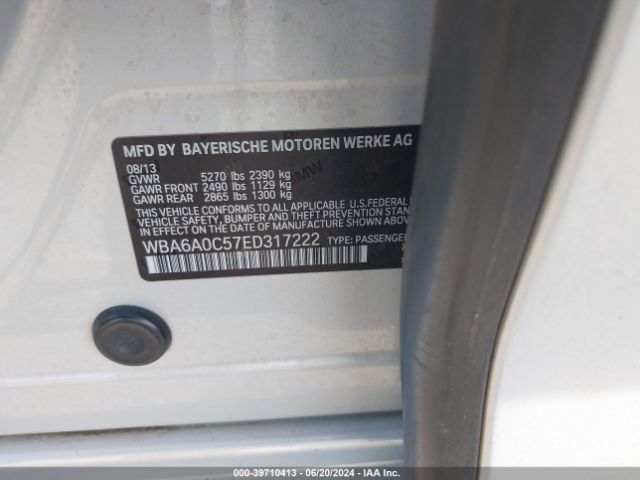 MFD BY BAYERISCHE MOTOREN WERKE AG
08/13
GVWR 5270 lbs 2390 kg
GAWR FRONT 2490 lbs 1129 kg
GAWR REAR 2865 lbs 1300 kg
THIS VEHICLE CONFORMS TO ALL APPLICABLE U.S.FEDERAL
VEHICLE SAFETY, BUMPER AND THEFT PREVENTION STAN
IN EFFECT ON THE DATE OF MANUFACTURE SHOWN ABOVE
WBA6A0C57ED317222 TYPE: PASSENGER
000-39710413 - 06/20/2024 - IAA Inc.